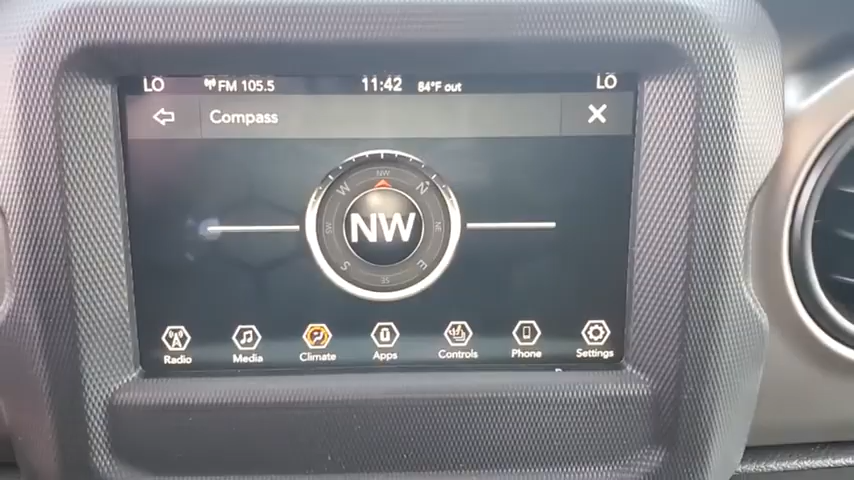 LO FM 105.5 11:42 84°F out LO
Compass
NW
W N
NW
SW NE
S E
SE
Radio Media Climate Apps Controls Phone Settings